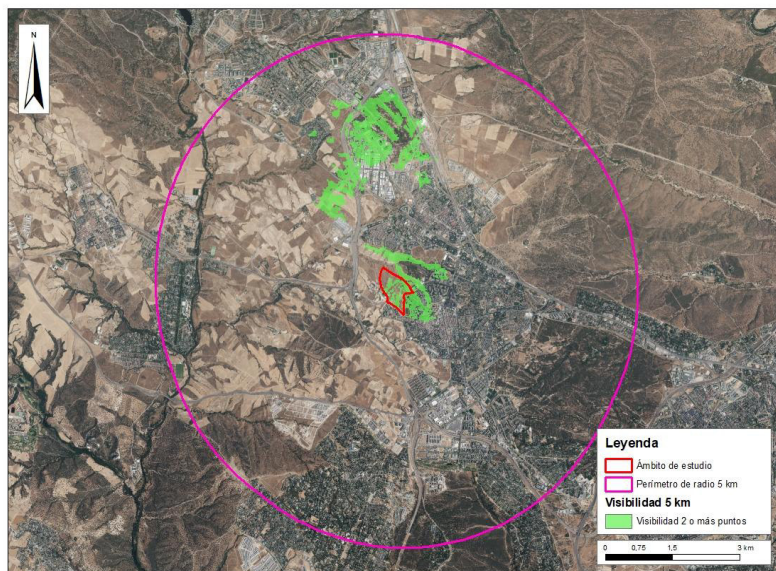 N
Leyenda
Ámbito de estudio
Perímetro de radio 5 km
Visibilidad 5 km
Visibilidad 2 o más puntos
0 0,75 1,5 3 km